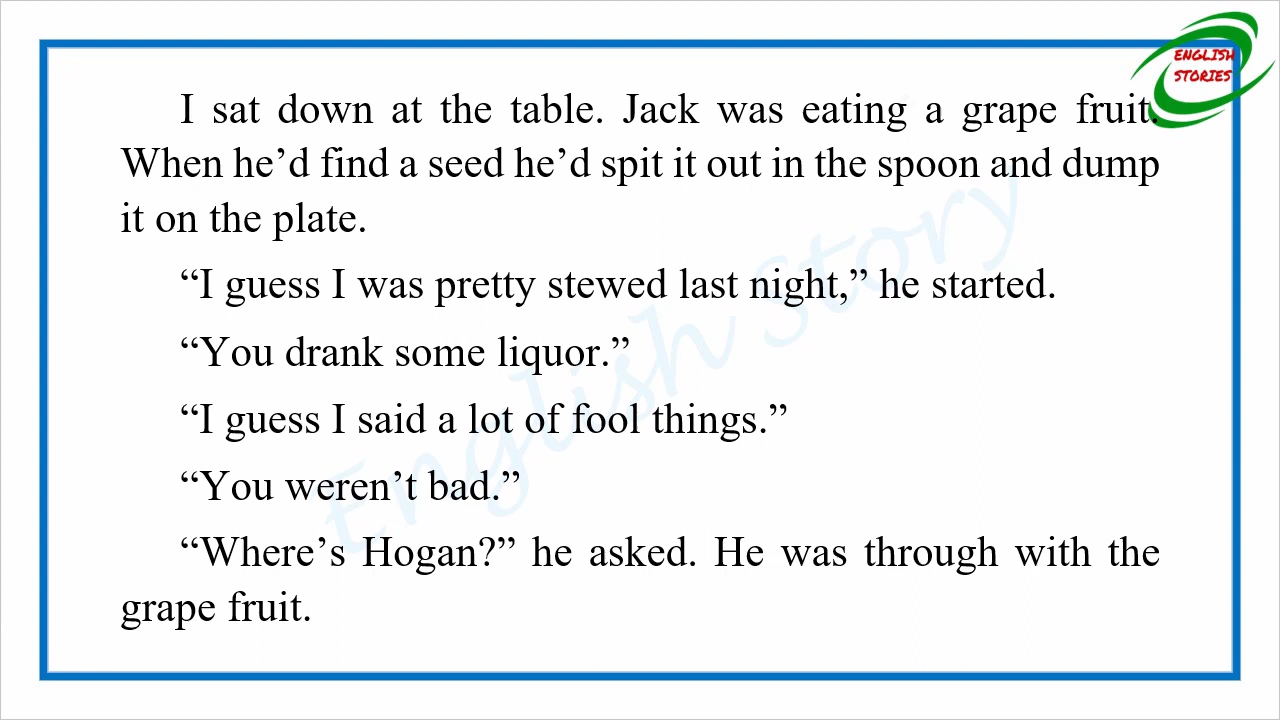 ENGLISH
STORIES
I sat down at the table. Jack was eating a grape fruit.
When he’d find a seed he’d spit it out in the spoon and dump
it on the plate.
“I guess I was pretty stewed last night,” he started.
“You drank some liquor.”
“I guess I said a lot of fool things.”
“You weren’t bad.”
“Where’s Hogan?” he asked. He was through with the
grape fruit.
English Story